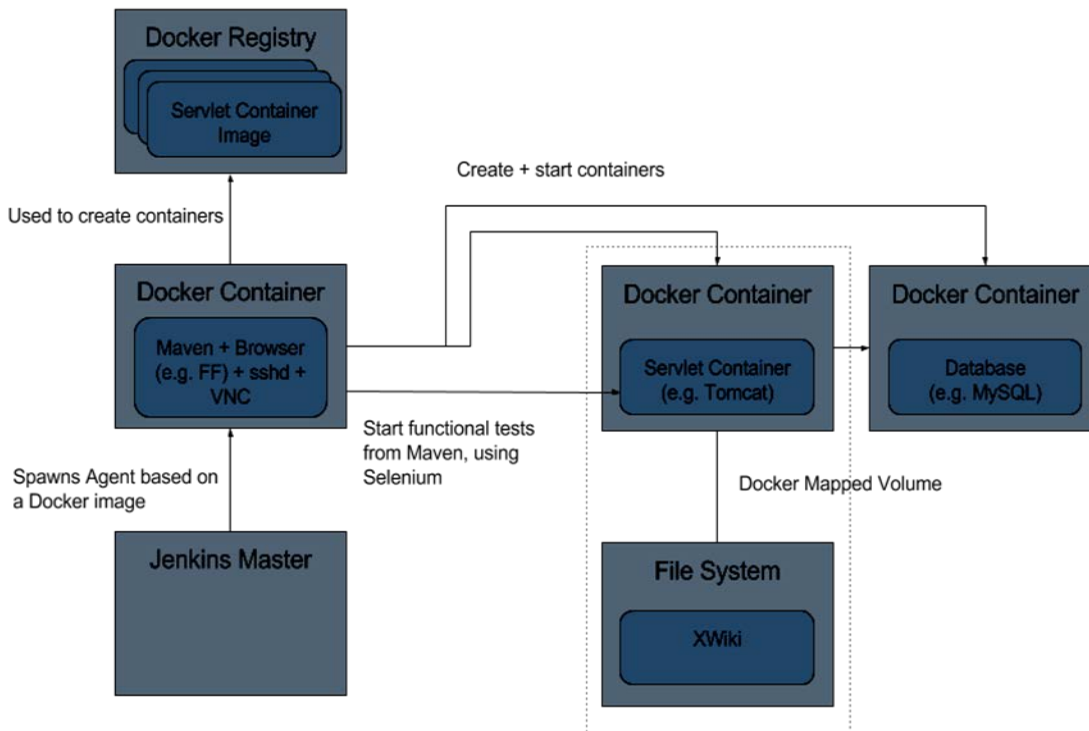 Docker Registry
Servlet Container
Image
Create + start containers
Used to create containers
Docker Container
Maven + Browser
(e.g. FF) + sshd +
VNC
Docker Container
Servlet Container
(e.g. Tomcat)
Docker Container
Database
(e.g. MySQL)
Start functional tests
from Maven, using
Selenium
Spawns Agent based on
a Docker image
Docker Mapped Volume
Jenkins Master
File System
XWiki